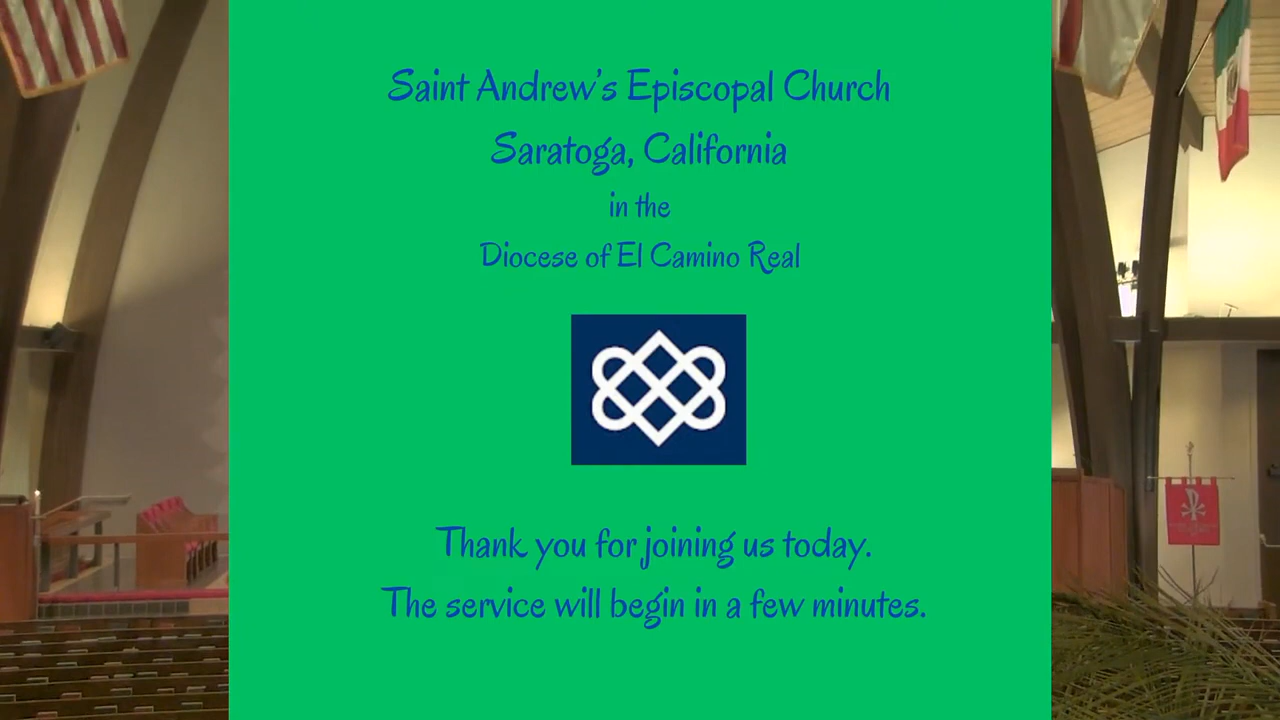 Saint Andrew's Episcopal Church
Saratoga, California
in the
Diocese of El Camino Real
Thank you for joining us today.
The service will begin in a few minutes.